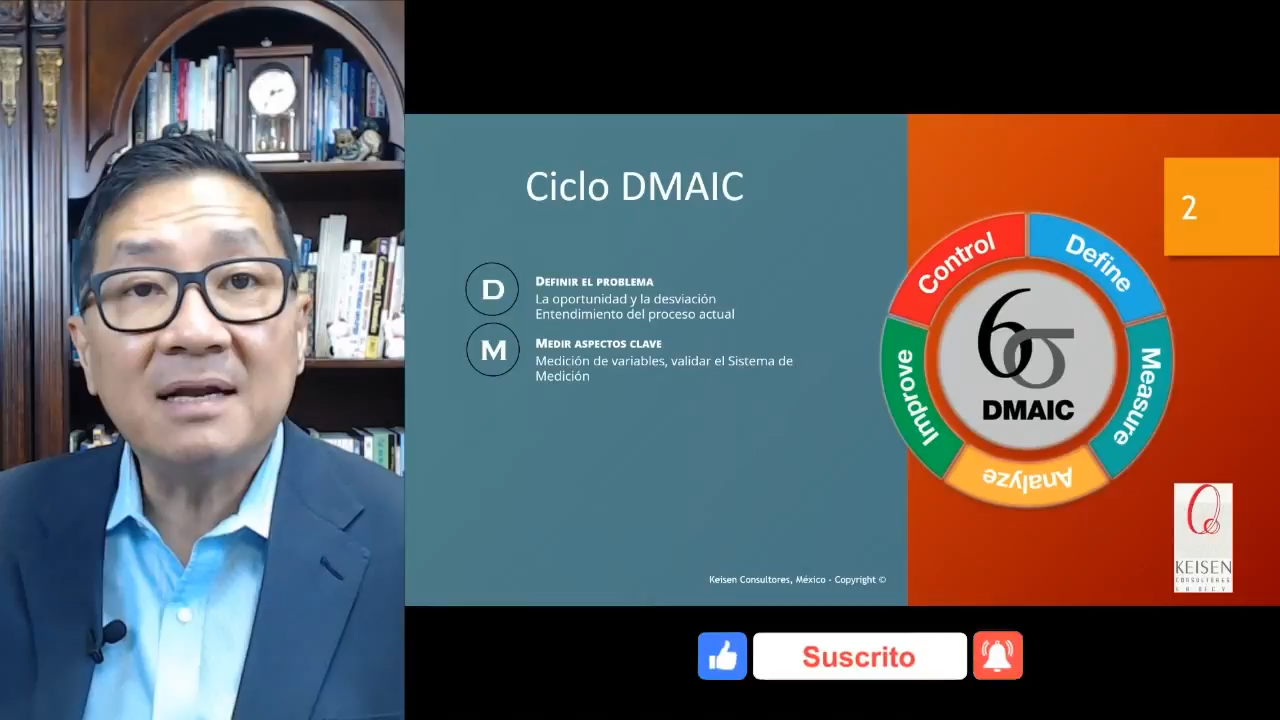 Ciclo DMAIC
2
D
DEFINIR EL PROBLEMA
La oportunidad y la desviación
Entendimiento del proceso actual
M
MEDIR ASPECTOS CLAVE
Medición de variables, validar el Sistema de
Medición
Control
Define
Measure
Analyze
Improve
6σ
DMAIC
KEISEN
CONSULTORES
S.A. DE C.V.
Keisen Consultores, México - Copyright ©
Suscrito